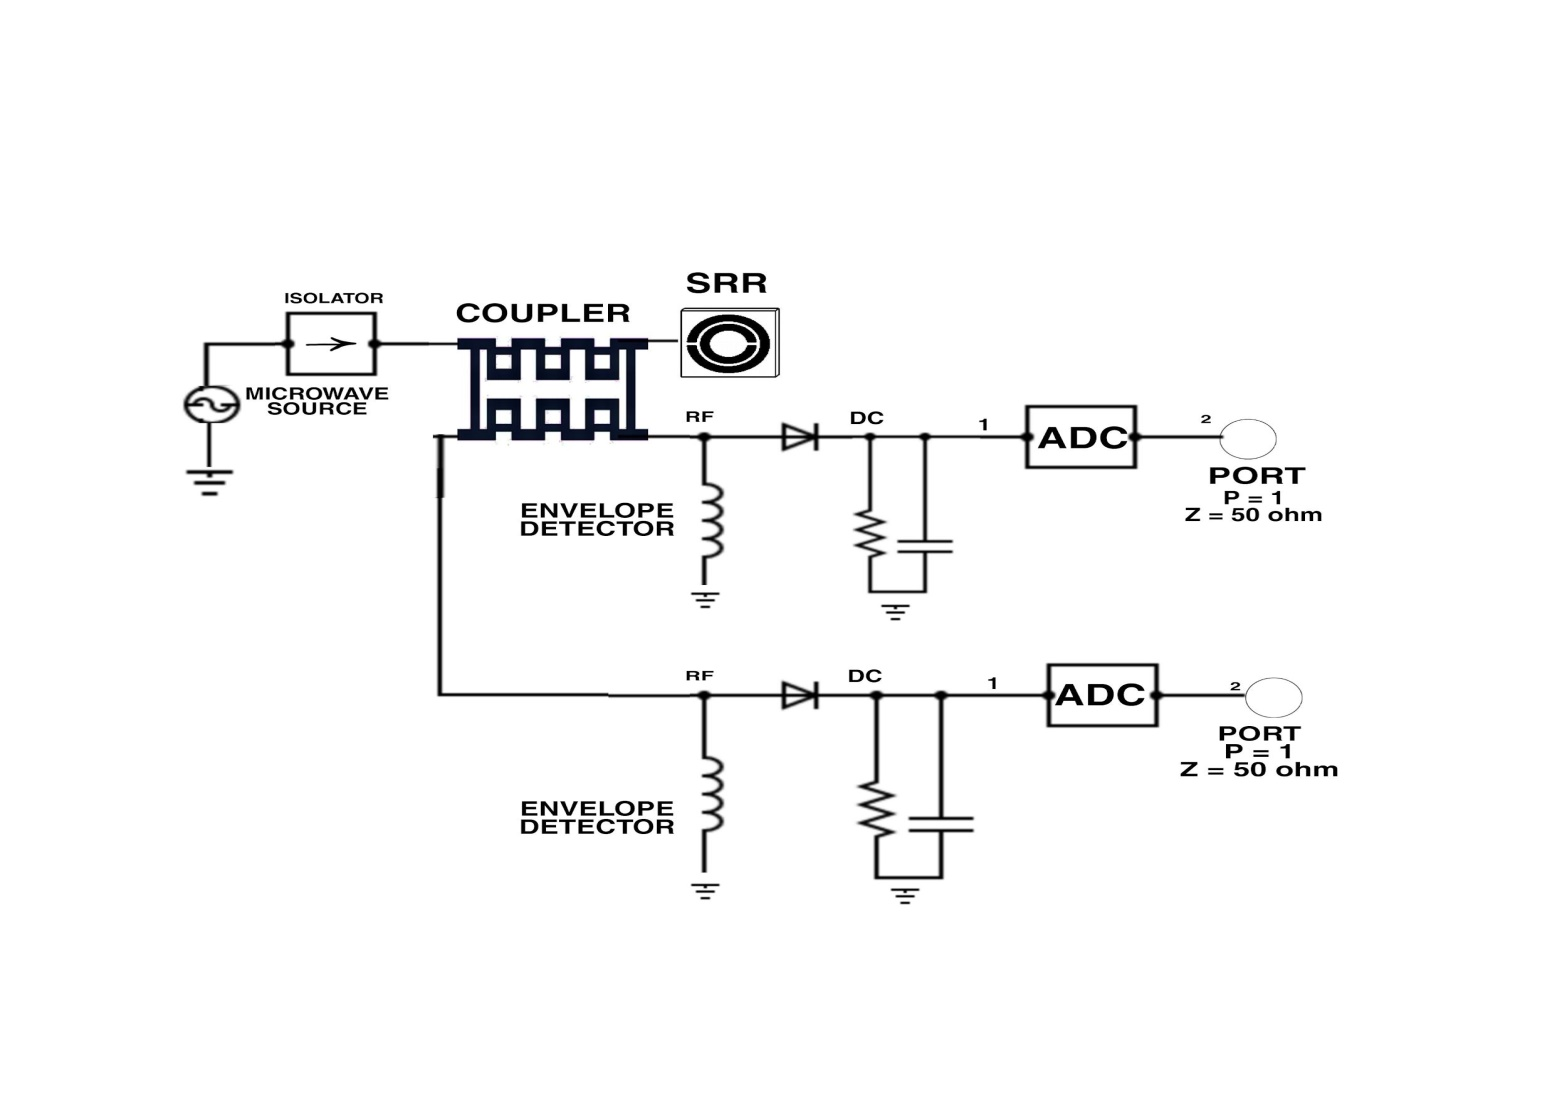 SRR
ISOLATOR
COUPLER
MICROWAVE
SOURCE
RF
DC
1
ADC
2
PORT
P = 1
Z = 50 ohm
ENVELOPE
DETECTOR
RF
DC
1
ADC
2
PORT
P = 1
Z = 50 ohm
ENVELOPE
DETECTOR